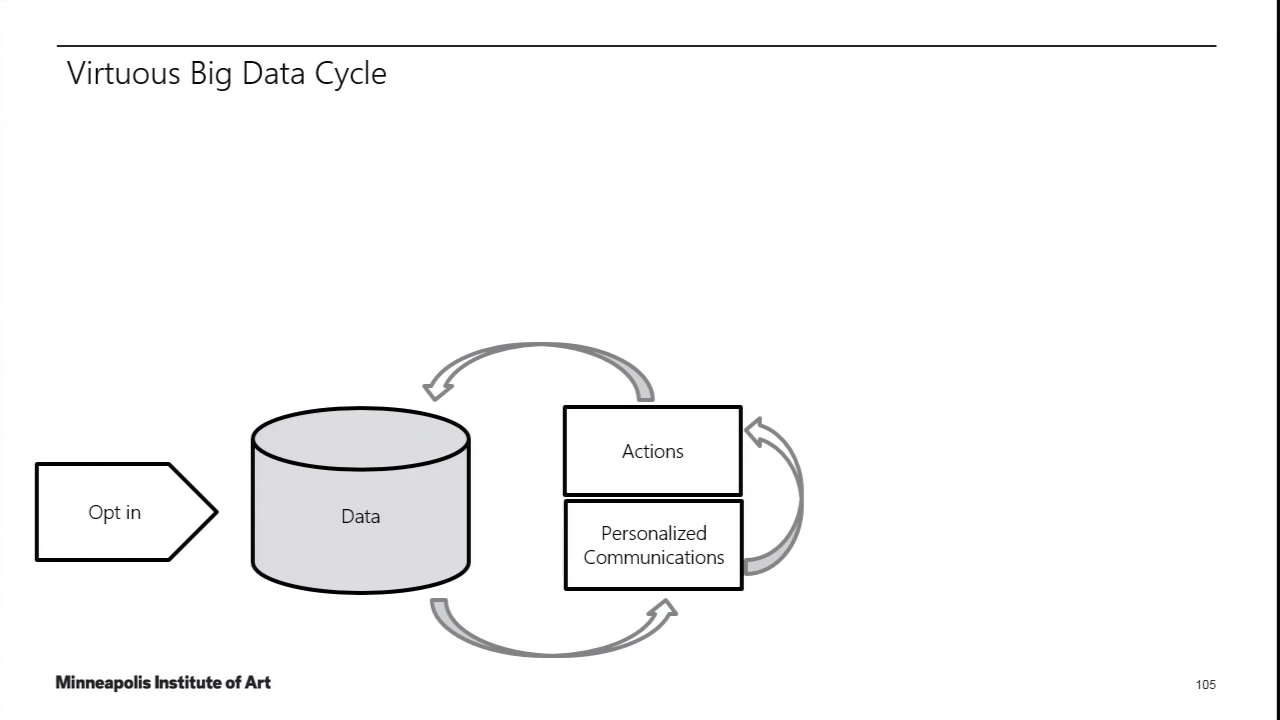 Virtuous Big Data Cycle
Actions
Opt in
Data
Personalized
Communications
Minneapolis Institute of Art
105